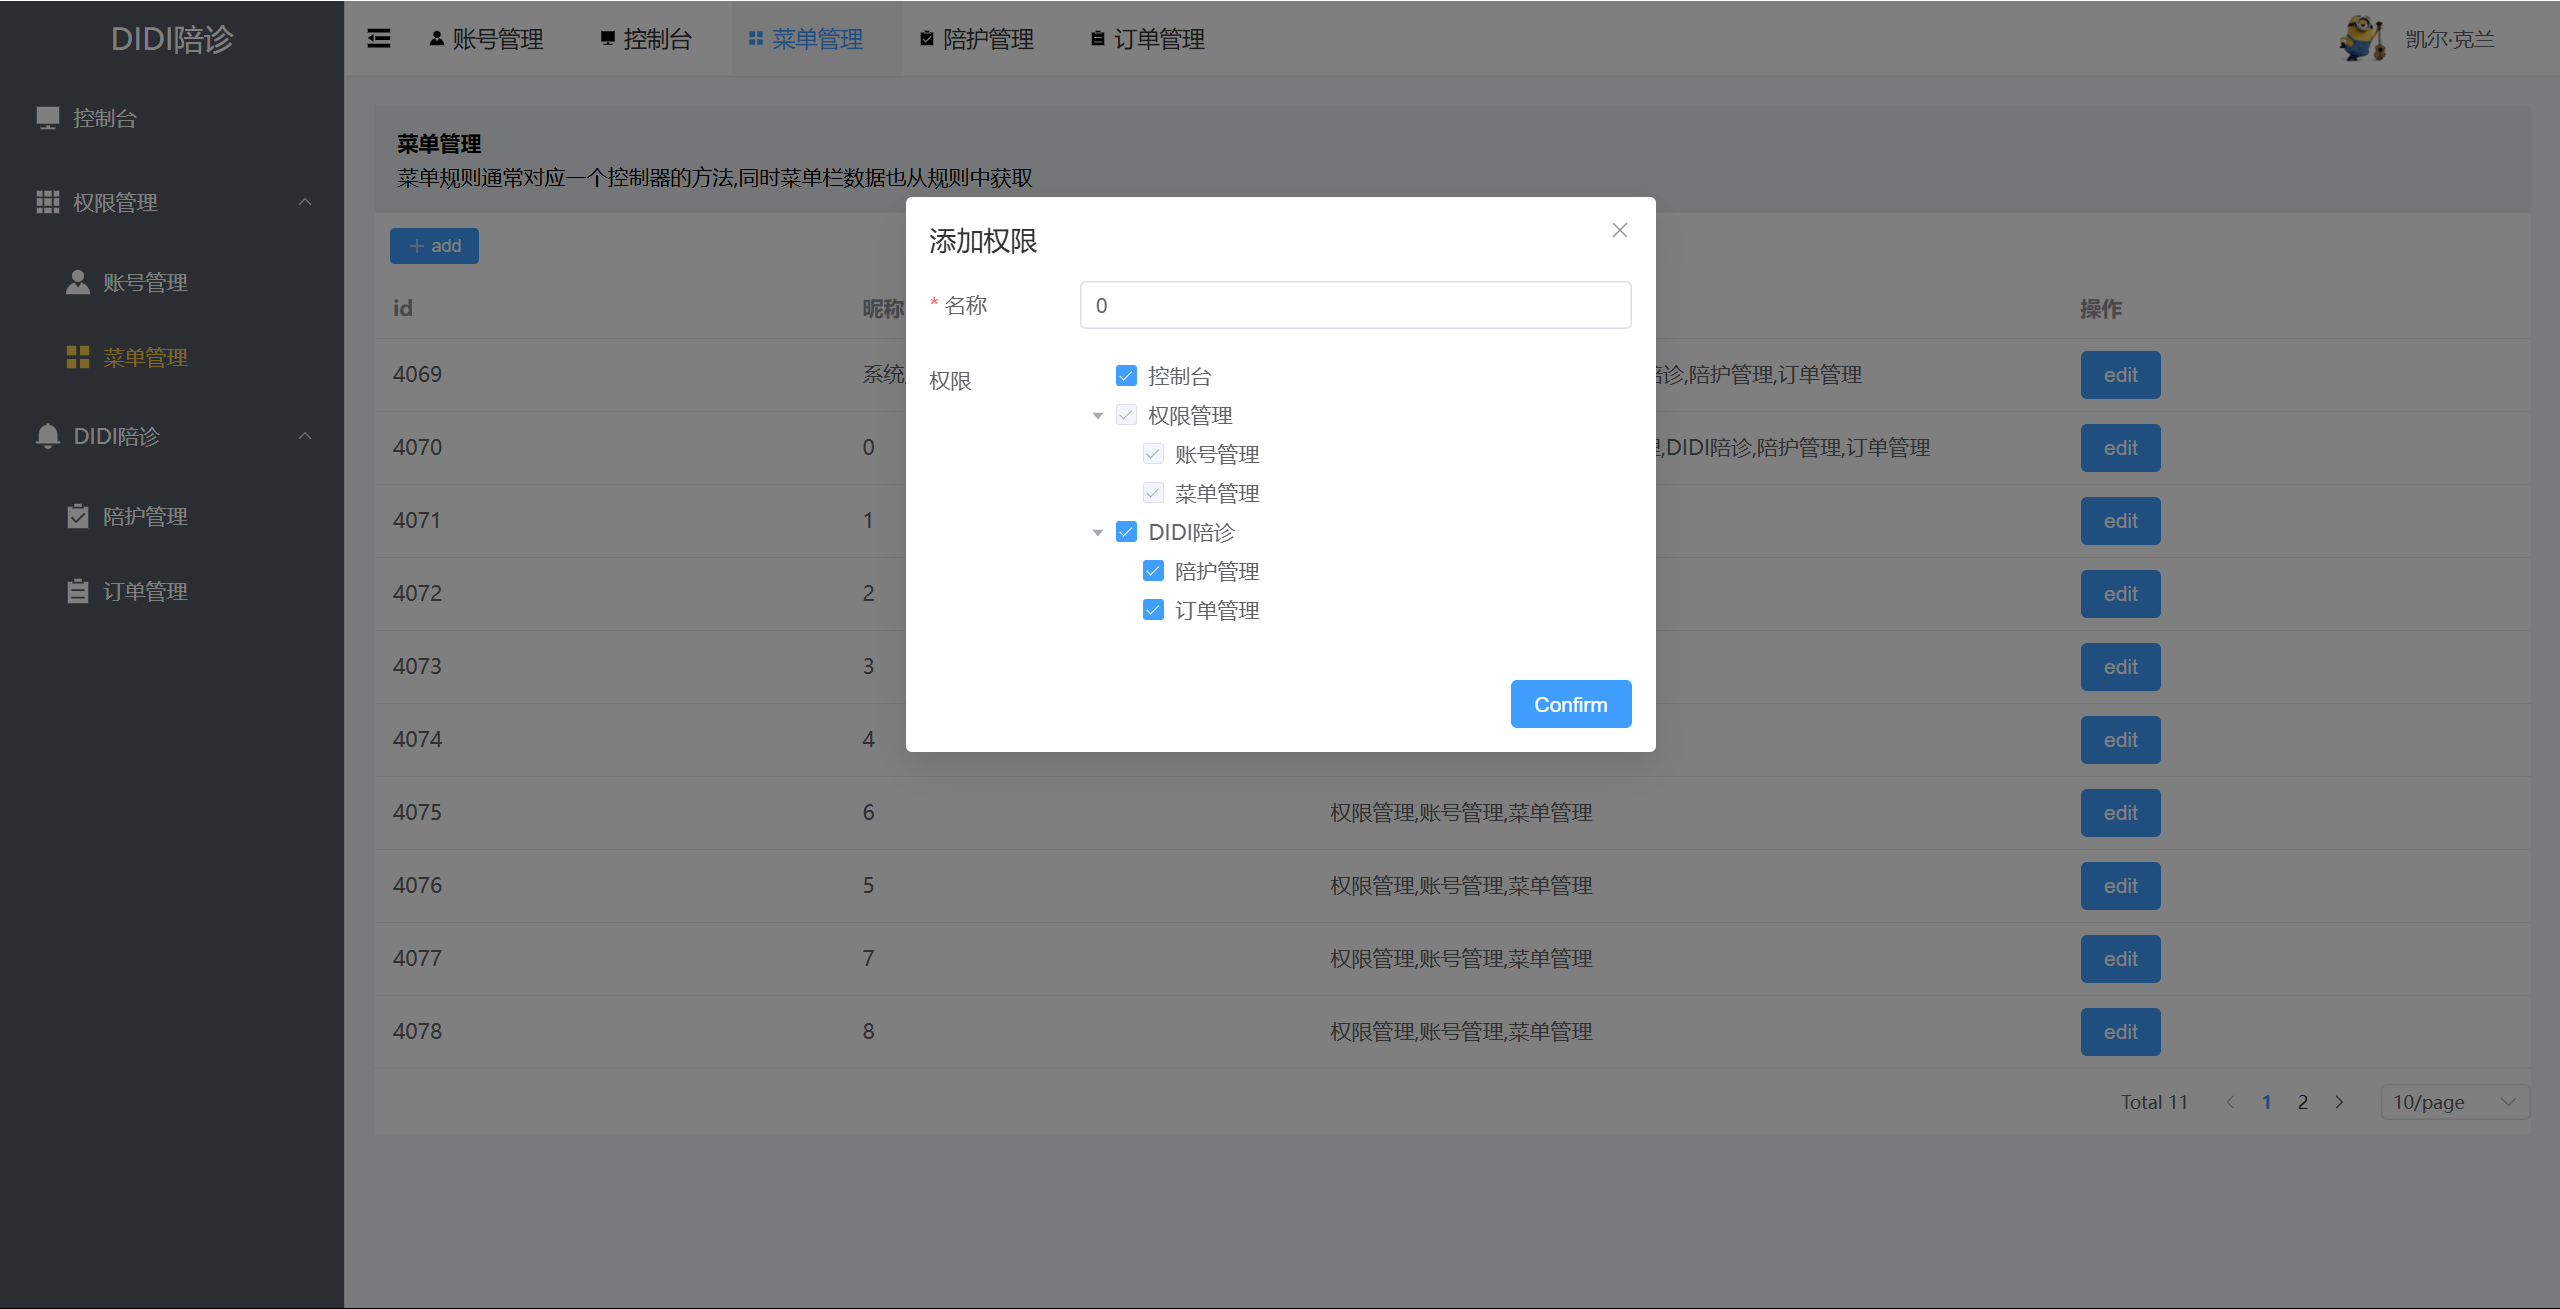 DIDI陪诊
账号管理
控制台
菜单管理
陪护管理
订单管理
凯尔·克兰
控制台
权限管理
账号管理
菜单管理
DIDI陪诊
陪护管理
订单管理
菜单管理
菜单规则通常对应一个控制器的方法,同时菜单栏数据也从规则中获取
add
id
昵称
操作
4069
系统
诊,陪护管理,订单管理
edit
4070
0
,DIDI陪诊,陪护管理,订单管理
edit
4071
1
edit
4072
2
edit
4073
3
edit
4074
4
edit
4075
6
权限管理,账号管理,菜单管理
edit
4076
5
权限管理,账号管理,菜单管理
edit
4077
7
权限管理,账号管理,菜单管理
edit
4078
8
权限管理,账号管理,菜单管理
edit
Total 11
1
2
10/page
添加权限
* 名称
0
权限
控制台
权限管理
账号管理
菜单管理
DIDI陪诊
陪护管理
订单管理
Confirm